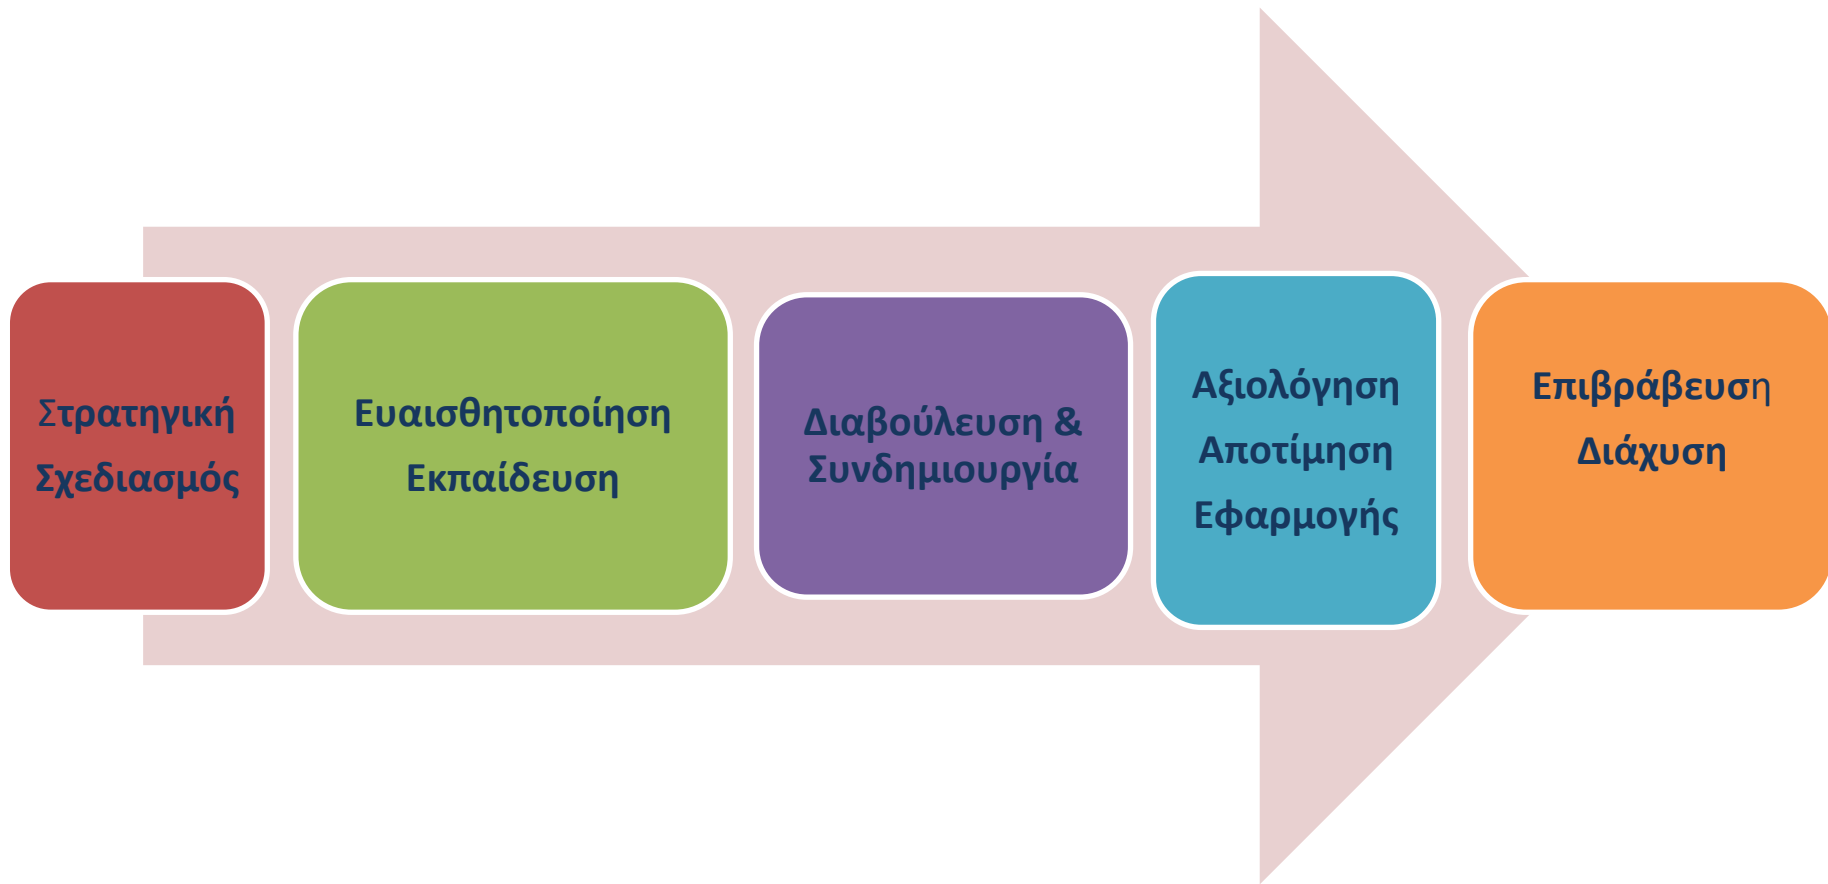 Στρατηγική
Σχεδιασμός
Ευαισθητοποίηση
Εκπαίδευση
Διαβούλευση &
Συνδημιουργία
Αξιολόγηση
Αποτίμηση
Εφαρμογής
Επιβράβευση
Διάχυση